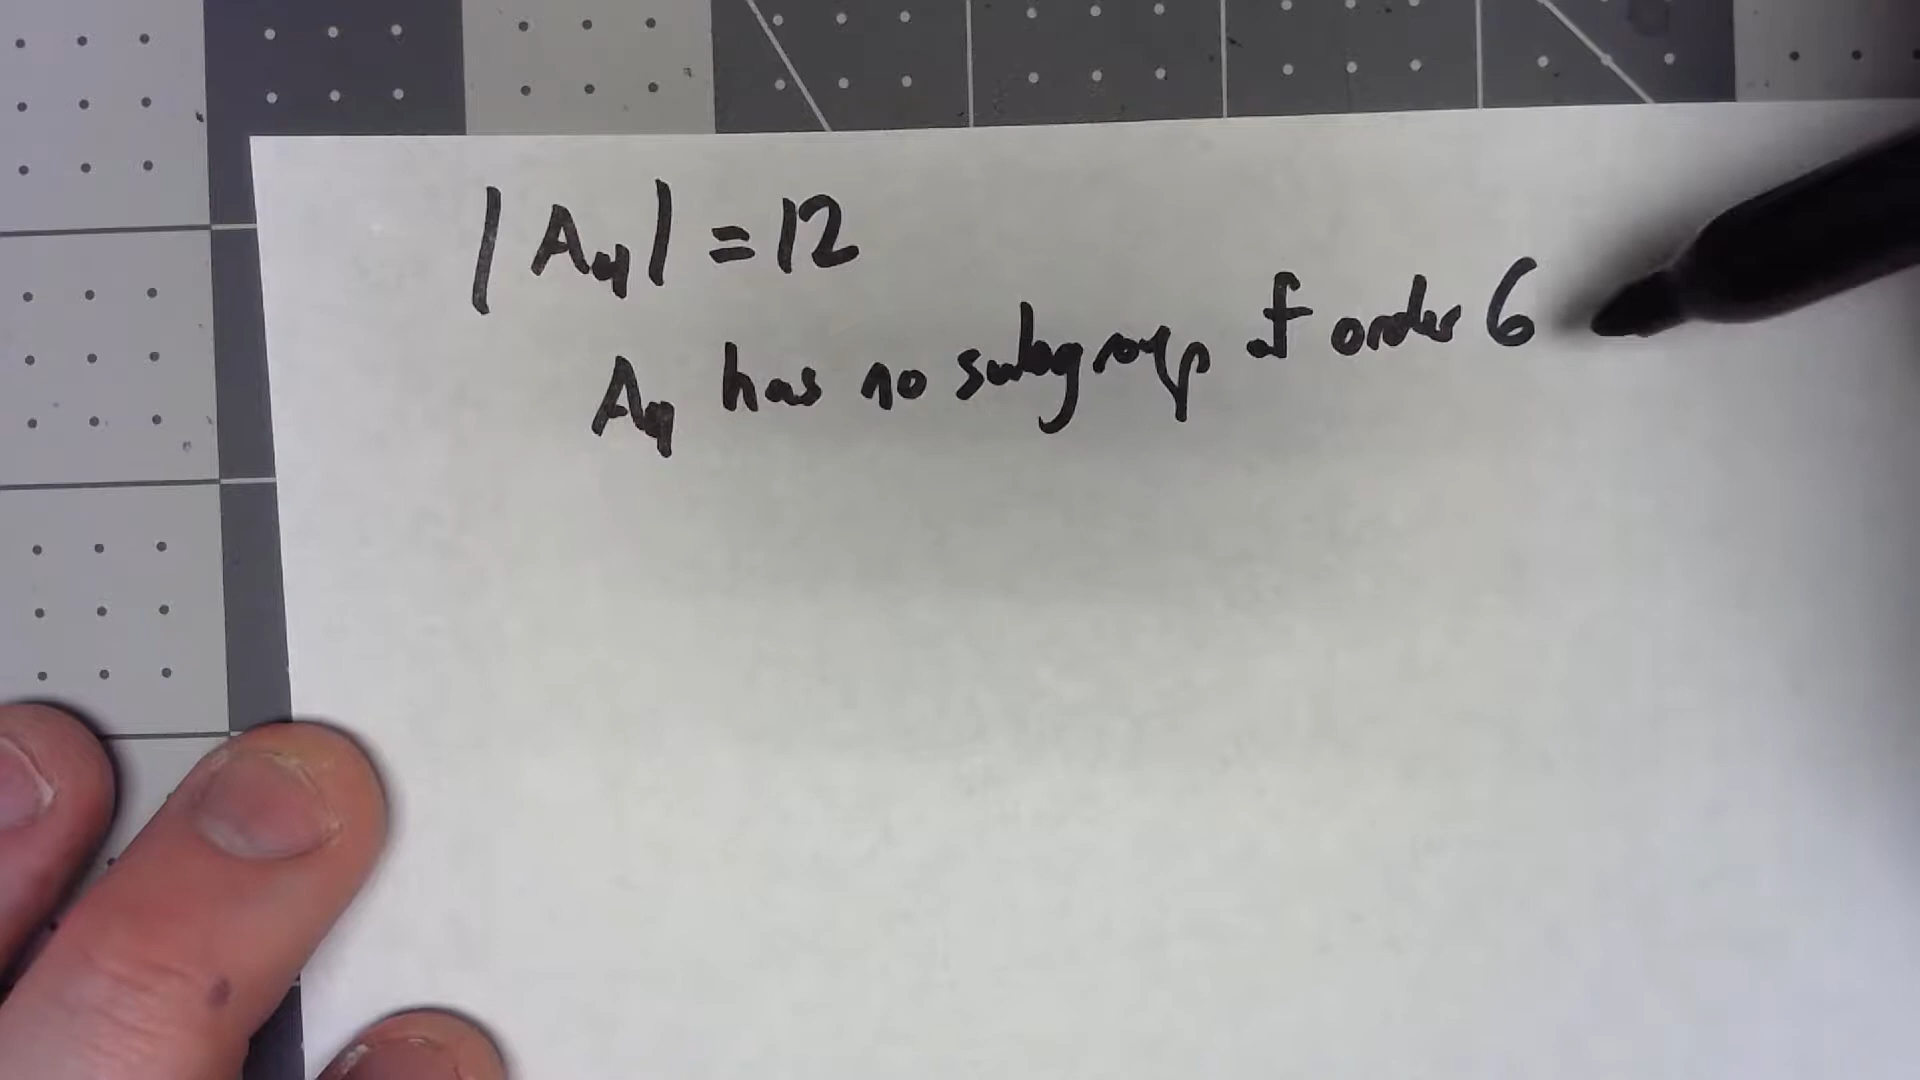 |A₄| = 12
A₄ has no subgroup of order 6